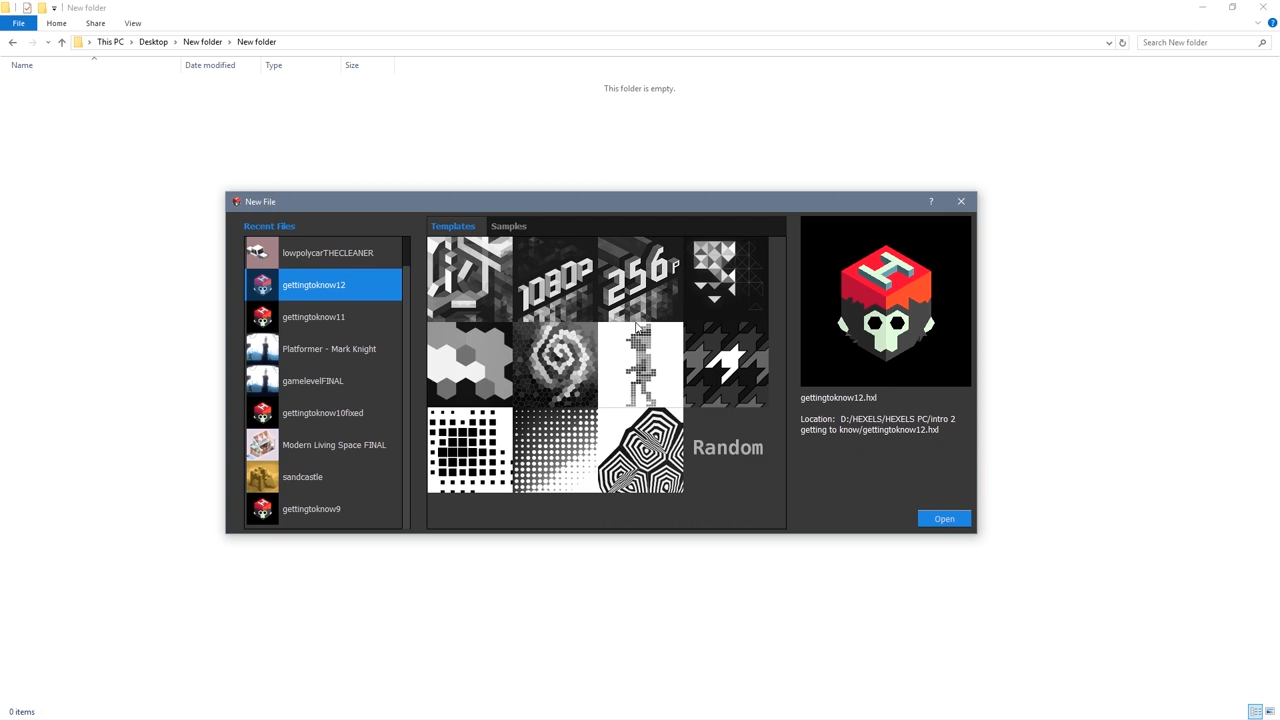 New folder
File Home Share View
This PC Desktop New folder New folder
Search New folder
Name Date modified Type Size
This folder is empty.
New File
?
Recent Files
lowpolycarTHECLEANER
gettingtoknow12
gettingtoknow11
Platformer - Mark Knight
gamelevelFINAL
gettingtoknow10fixed
Modern Living Space FINAL
sandcastle
gettingtoknow9
Templates Samples
1080P
256P
Random
H
gettingtoknow12.hxl
Location: D:/HEXELS/HEXELS PC/intro 2
getting to know/gettingtoknow12.hxl
Open
0 items